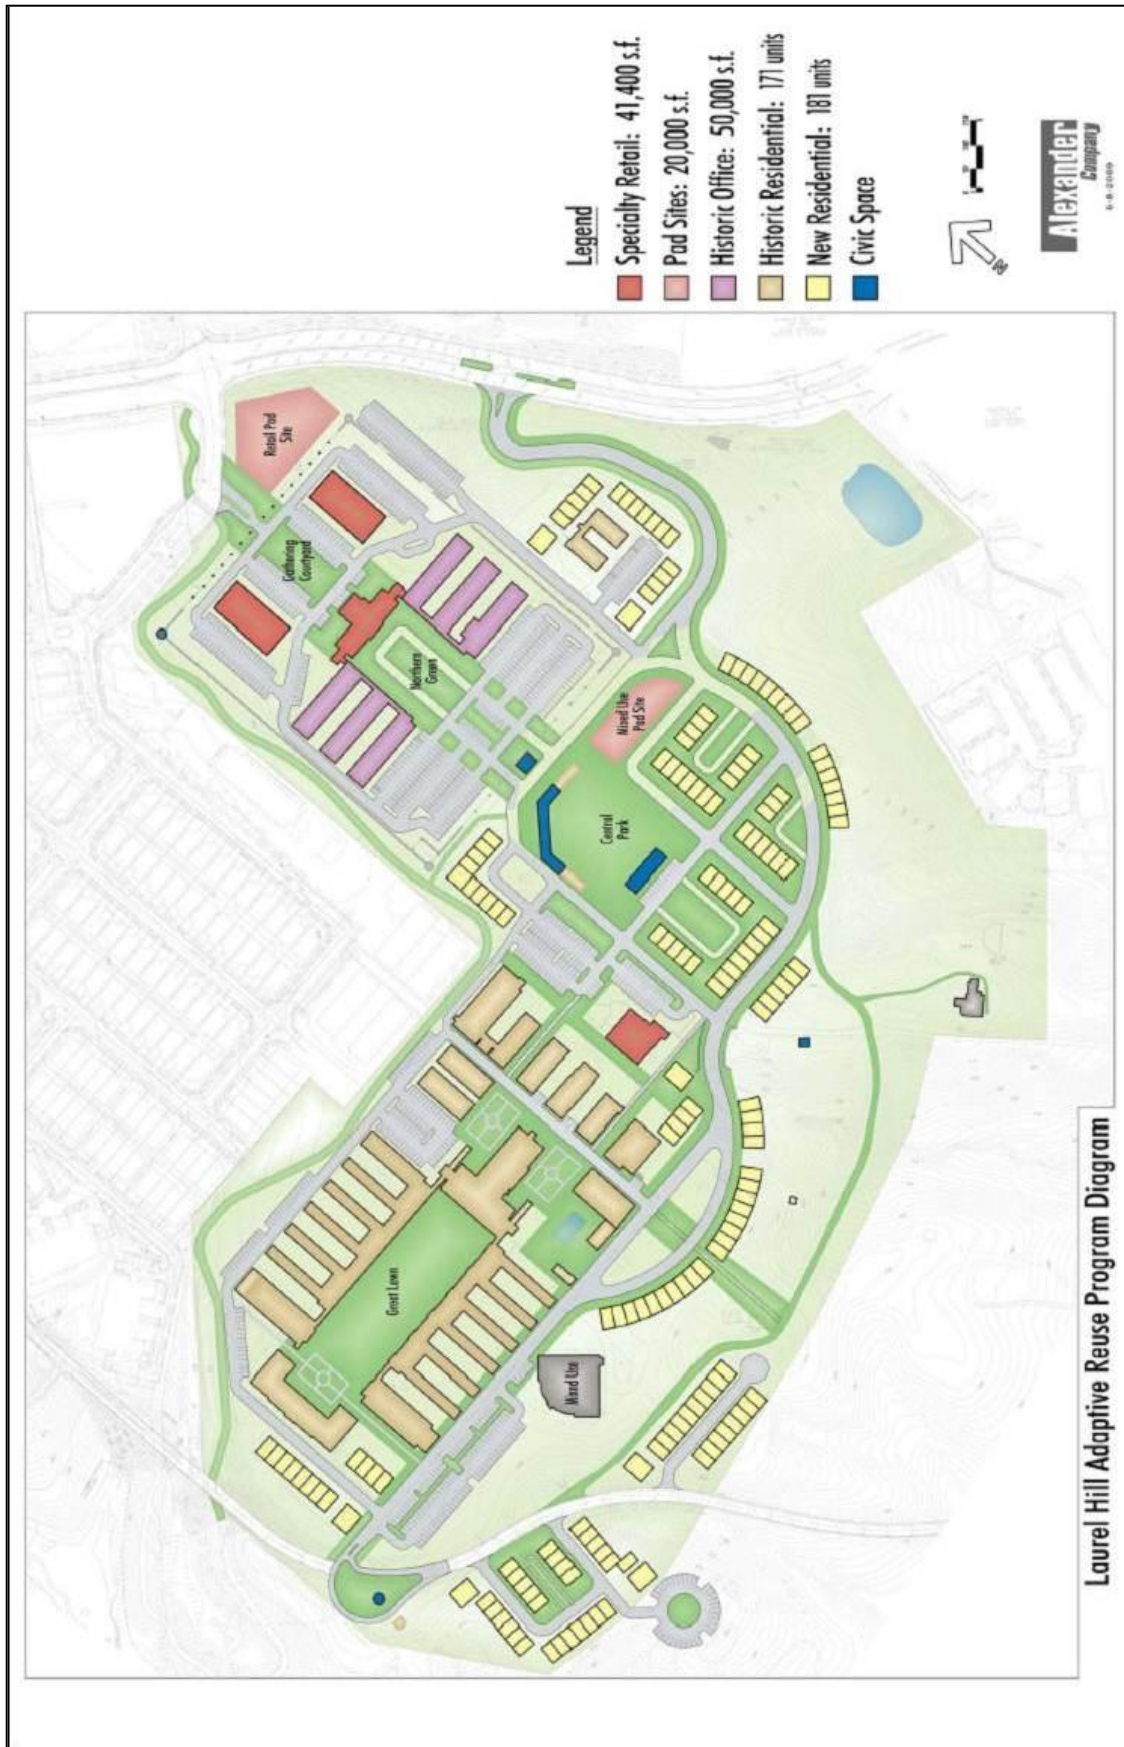 Legend
Specialty Retail: 41,400 s.f.
Pad Sites: 20,000 s.f.
Historic Office: 50,000 s.f.
Historic Residential: 171 units
New Residential: 181 units
Civic Space
N
Alexander
Company
Retail Pad
Site
Gathering
Courtyard
Northern
Green
Mixed Use
Pad Site
Central
Park
Great Lawn
Mixed Use
Laurel Hill Adaptive Reuse Program Diagram